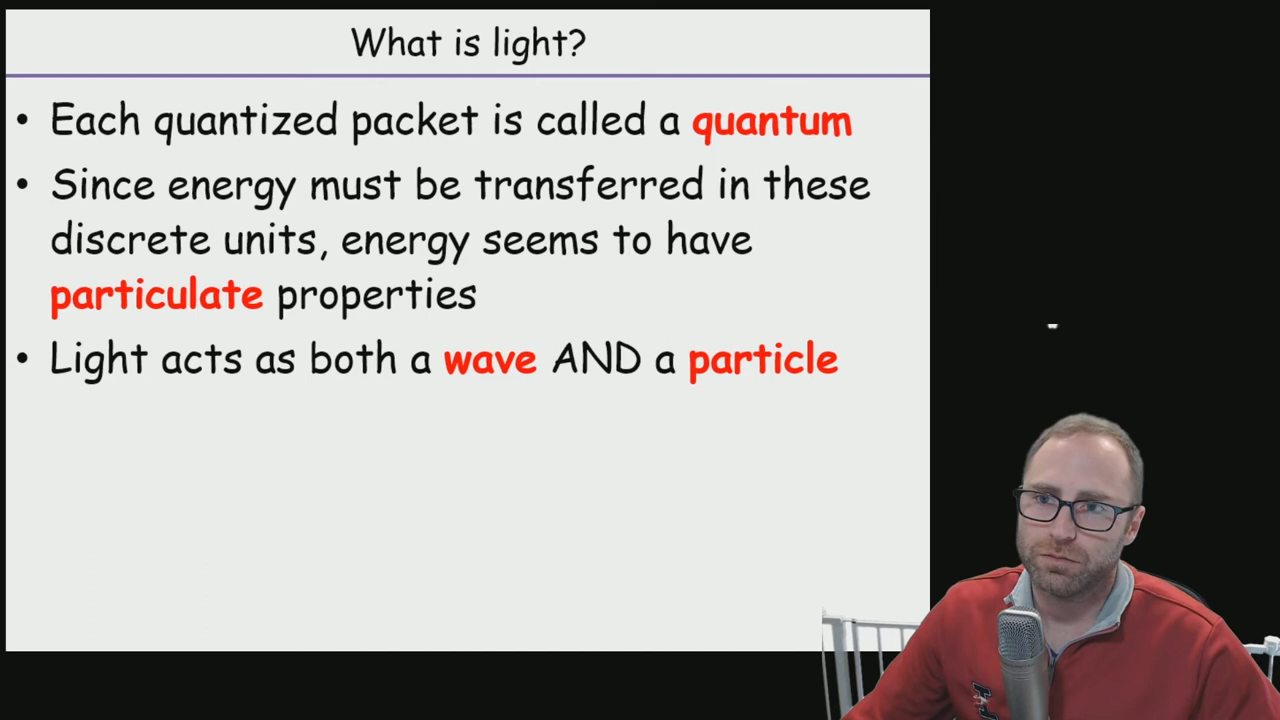 What is light?
• Each quantized packet is called a quantum
• Since energy must be transferred in these
discrete units, energy seems to have
particulate properties
• Light acts as both a wave AND a particle